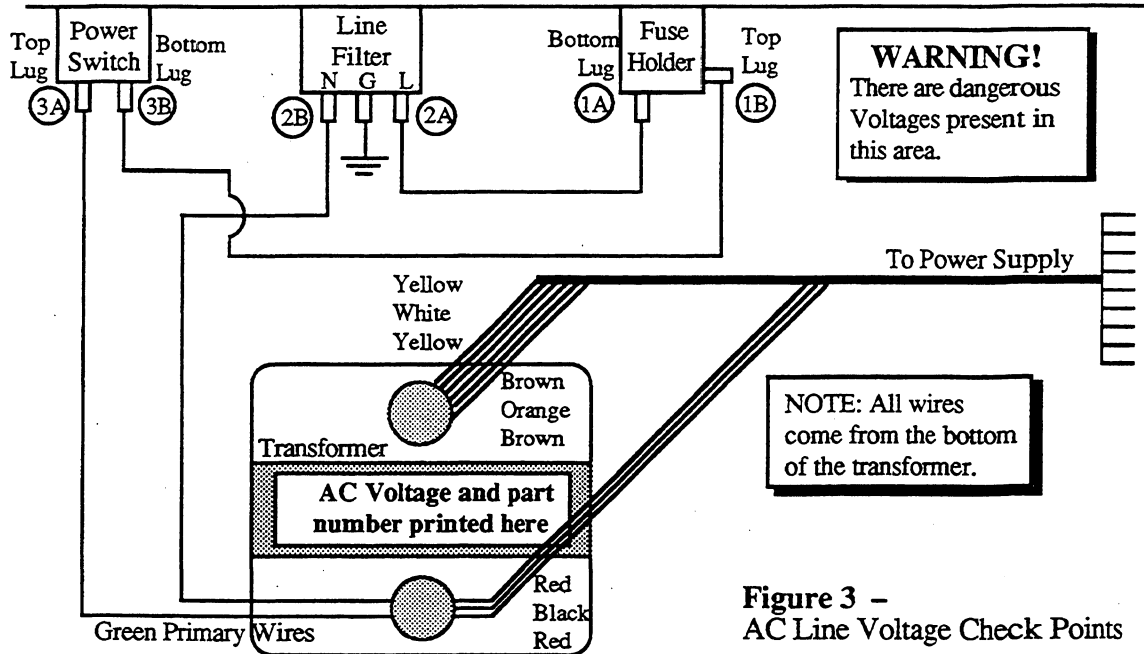 Top
Lug
Power
Switch
Bottom
Lug
3A
3B
Line
Filter
N G L
2B
2A
Bottom
Lug
Fuse
Holder
Top
Lug
1A
1B
WARNING!
There are dangerous
Voltages present in
this area.
To Power Supply
Yellow
White
Yellow
Brown
Orange
Brown
Transformer
AC Voltage and part
number printed here
NOTE: All wires
come from the bottom
of the transformer.
Red
Black
Red
Green Primary Wires
Figure 3 –
AC Line Voltage Check Points